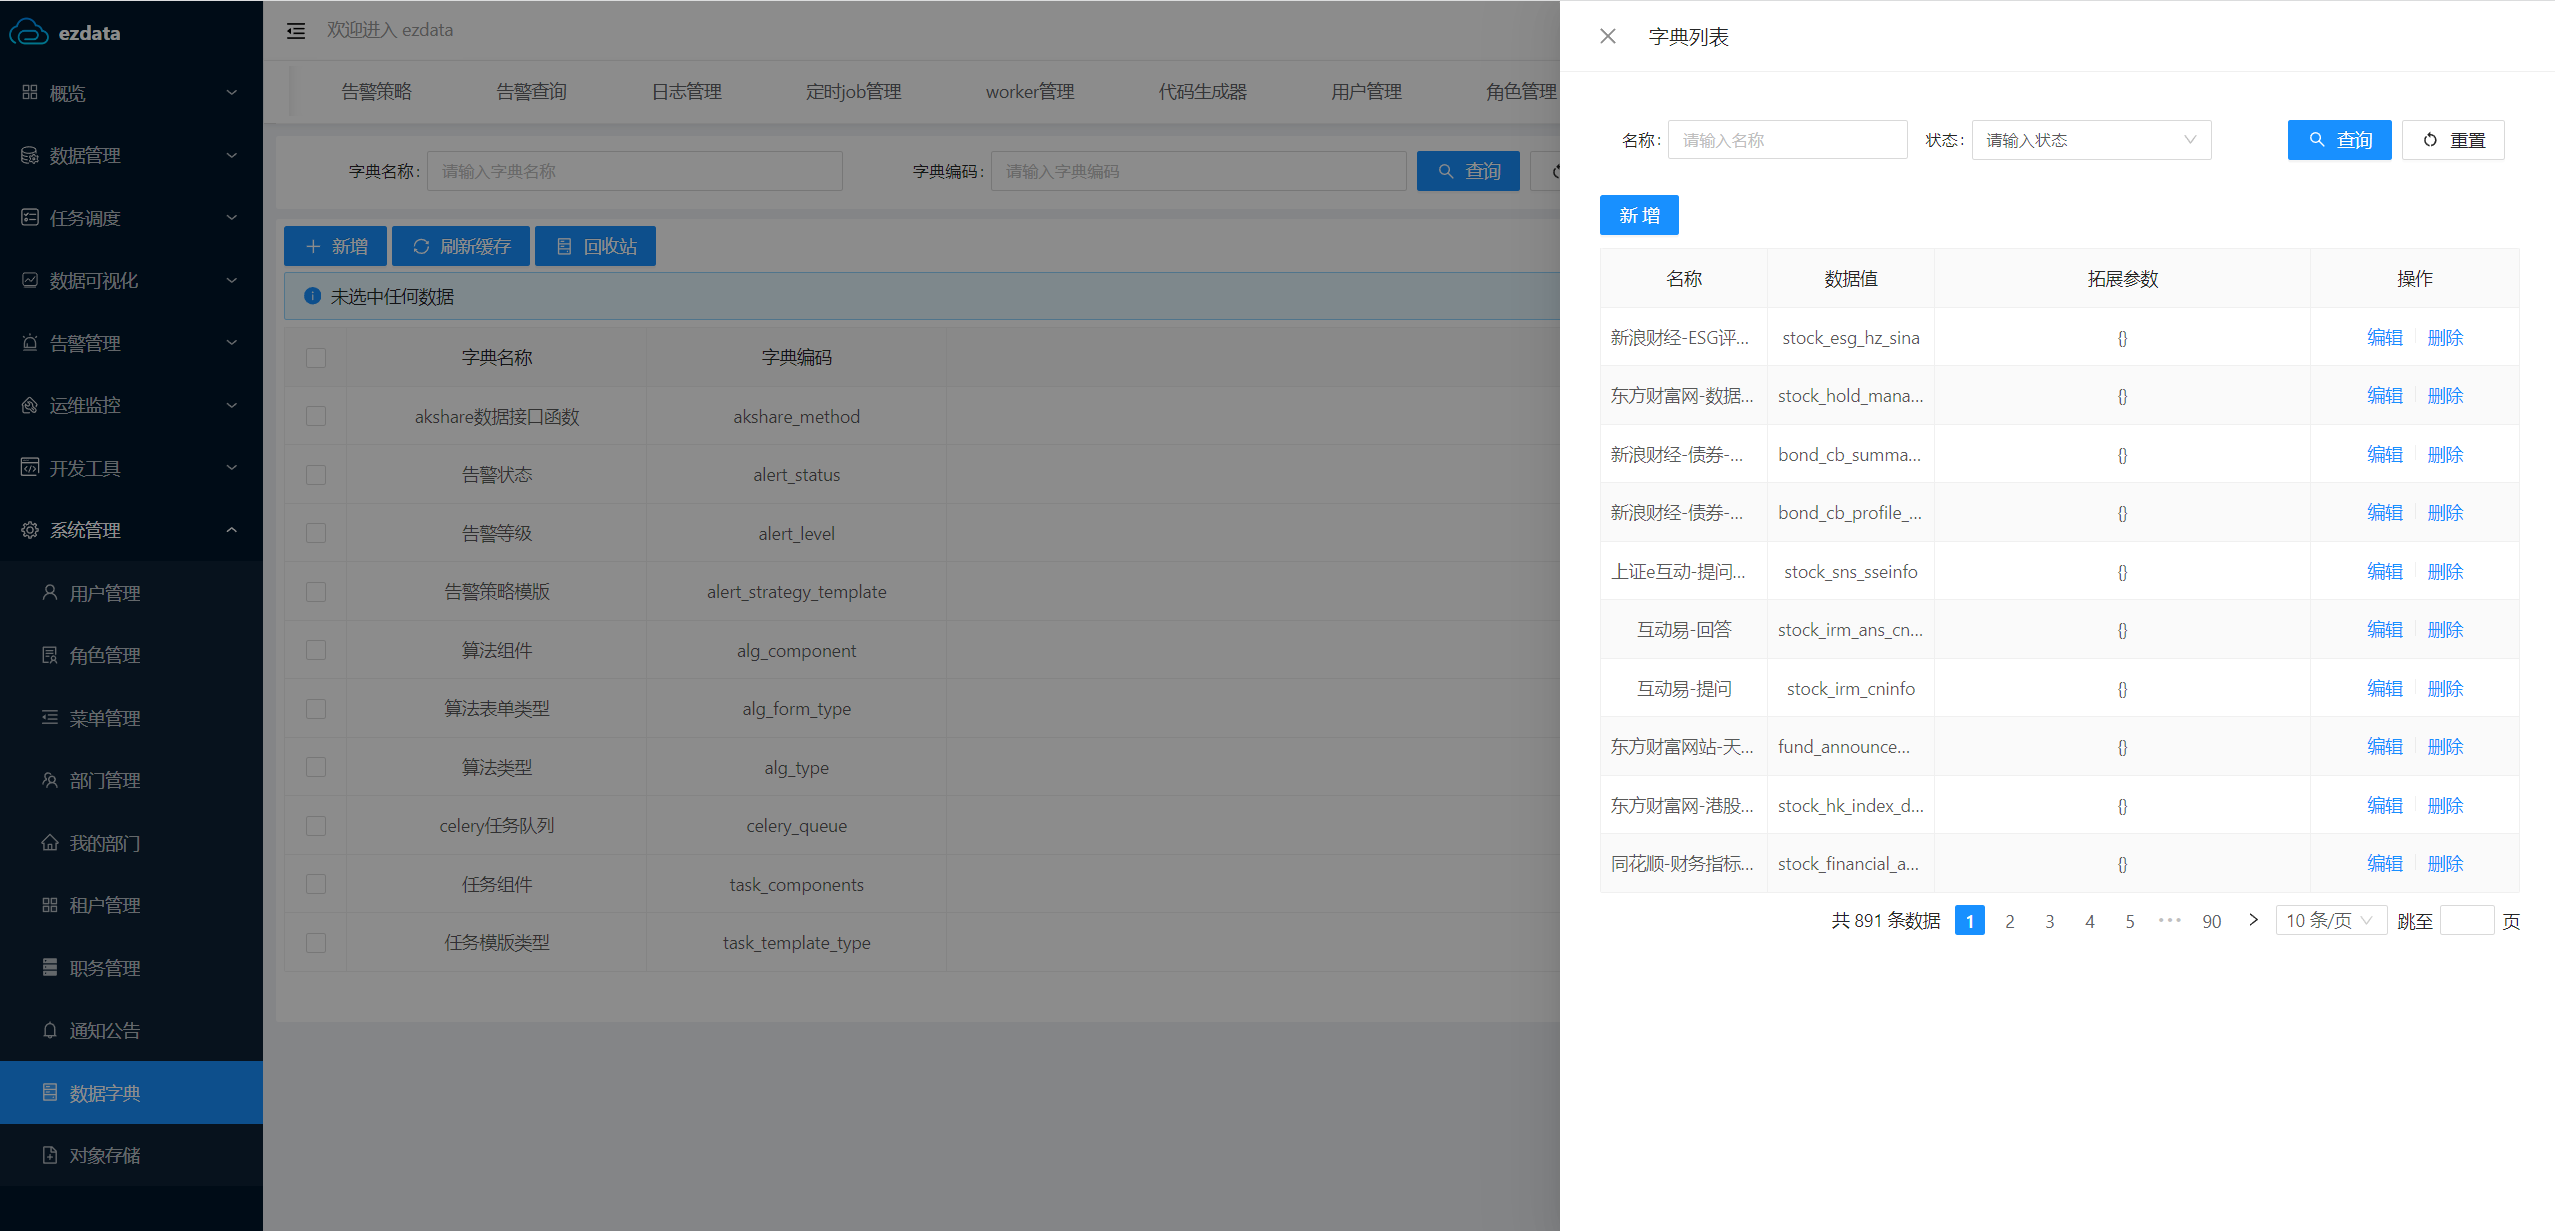 ezdata
概览
数据管理
任务调度
数据可视化
告警管理
运维监控
开发工具
系统管理
用户管理
角色管理
菜单管理
部门管理
我的部门
租户管理
职务管理
通知公告
数据字典
对象存储
欢迎进入 ezdata
告警策略 告警查询 日志管理 定时job管理 worker管理 代码生成器 用户管理 角色管理
字典名称: 请输入字典名称 字典编码: 请输入字典编码 查询
新增 刷新缓存 回收站
未选中任何数据
字典名称 字典编码
akshare数据接口函数 akshare_method
告警状态 alert_status
告警等级 alert_level
告警策略模版 alert_strategy_template
算法组件 alg_component
算法表单类型 alg_form_type
算法类型 alg_type
celery任务队列 celery_queue
任务组件 task_components
任务模版类型 task_template_type
字典列表
名称: 请输入名称 状态: 请输入状态 查询 重置
新增
名称 数据值 拓展参数 操作
新浪财经-ESG评... stock_esg_hz_sina {} 编辑 删除
东方财富网-数据... stock_hold_mana... {} 编辑 删除
新浪财经-债券-... bond_cb_summa... {} 编辑 删除
新浪财经-债券-... bond_cb_profile_... {} 编辑 删除
上证e互动-提问... stock_sns_sseinfo {} 编辑 删除
互动易-回答 stock_irm_ans_cn... {} 编辑 删除
互动易-提问 stock_irm_cninfo {} 编辑 删除
东方财富网站-天... fund_announce... {} 编辑 删除
东方财富网-港股... stock_hk_index_d... {} 编辑 删除
同花顺-财务指标... stock_financial_a... {} 编辑 删除
共 891 条数据 1 2 3 4 5 ••• 90 > 10 条/页 跳至 页